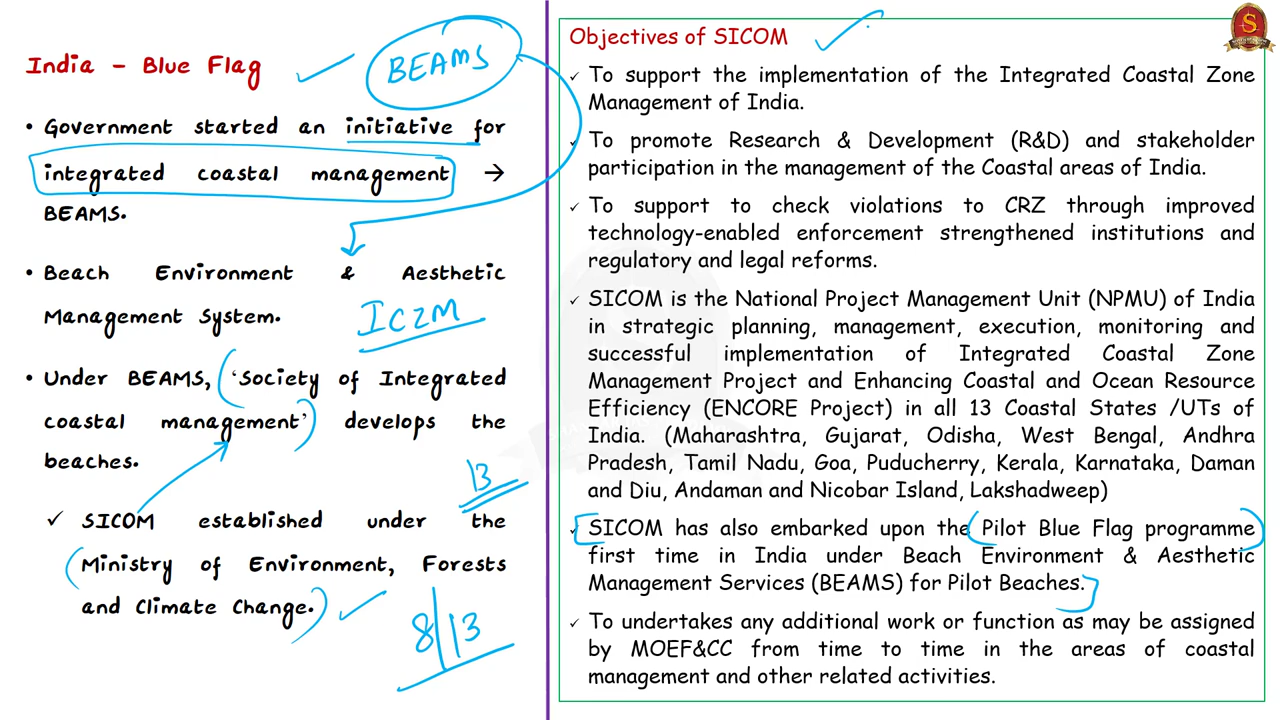 India – Blue Flag
BEAMS
• Government started an initiative for
integrated coastal management →
BEAMS.
• Beach Environment & Aesthetic
Management System.
ICZM
• Under BEAMS, ‘Society of Integrated
coastal management’ develops the
beaches.
13
✓ SICOM established under the
Ministry of Environment, Forests
and Climate Change.
8/13
Objectives of SICOM
✓ To support the implementation of the Integrated Coastal Zone
Management of India.
✓ To promote Research & Development (R&D) and stakeholder
participation in the management of the Coastal areas of India.
✓ To support to check violations to CRZ through improved
technology-enabled enforcement strengthened institutions and
regulatory and legal reforms.
✓ SICOM is the National Project Management Unit (NPMU) of India
in strategic planning, management, execution, monitoring and
successful implementation of Integrated Coastal Zone
Management Project and Enhancing Coastal and Ocean Resource
Efficiency (ENCORE Project) in all 13 Coastal States /UTs of
India. (Maharashtra, Gujarat, Odisha, West Bengal, Andhra
Pradesh, Tamil Nadu, Goa, Puducherry, Kerala, Karnataka, Daman
and Diu, Andaman and Nicobar Island, Lakshadweep)
✓ SICOM has also embarked upon the Pilot Blue Flag programme
first time in India under Beach Environment & Aesthetic
Management Services (BEAMS) for Pilot Beaches.
✓ To undertakes any additional work or function as may be assigned
by MOEF&CC from time to time in the areas of coastal
management and other related activities.
S